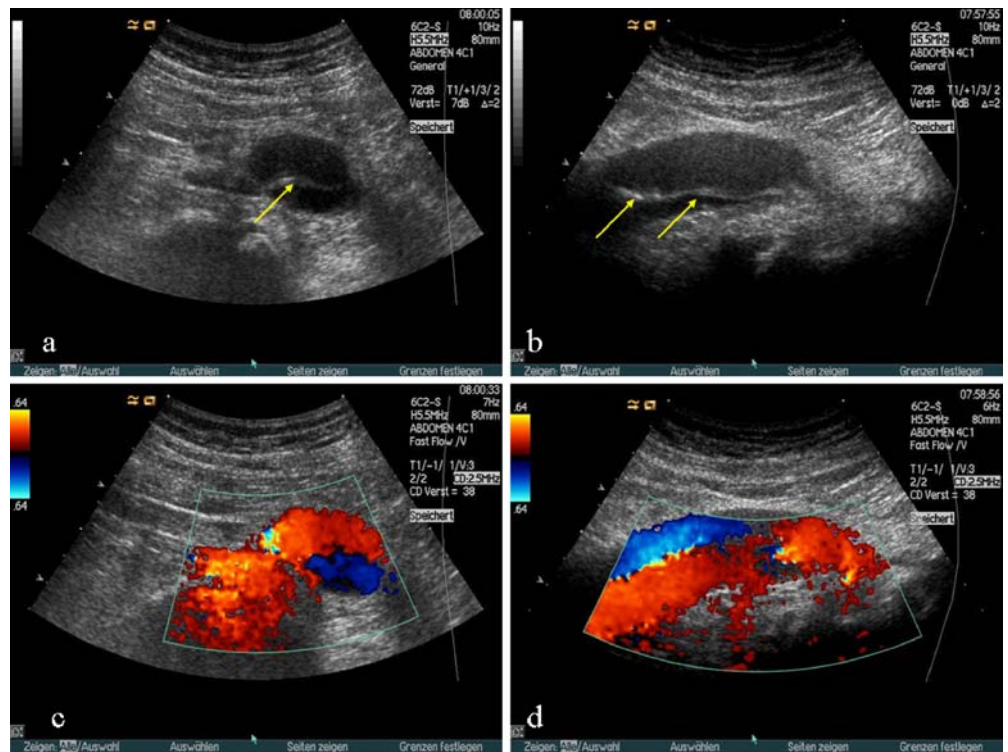 08:00:05
6C2-S 10Hz
H5.5MHz 80mm
ABDOMEN 4C1
General
72dB T1/+1/3/2
Verst= 7dB Δ=2
Speichert
a
Zeigen: Alle/Auswahl Auswählen Seiten zeigen Grenzen festlegen
07:57:55
6C2-S 10Hz
H5.5MHz 80mm
ABDOMEN 4C1
General
72dB T1/+1/3/2
Verst= 0dB Δ=2
Speichert
b
Zeigen: Alle/Auswahl Auswählen Seiten zeigen Grenzen festlegen
08:00:33
.64
6C2-S 7Hz
H5.5MHz 80mm
ABDOMEN 4C1
Fast Flow /V
T1/-1/ 1/V:3
2/2 CD:2.5MHz
CD Verst = 38
.64
Speichert
c
Zeigen: Alle/Auswahl Auswählen Seiten zeigen Grenzen festlegen
07:58:56
.64
6C2-S 6Hz
H5.5MHz 80mm
ABDOMEN 4C1
Fast Flow /V
T1/-1/ 1/V:3
2/2 CD:2.5MHz
CD Verst = 38
.64
Speichert
d
Zeigen: Alle/Auswahl Auswählen Seiten zeigen Grenzen festlegen